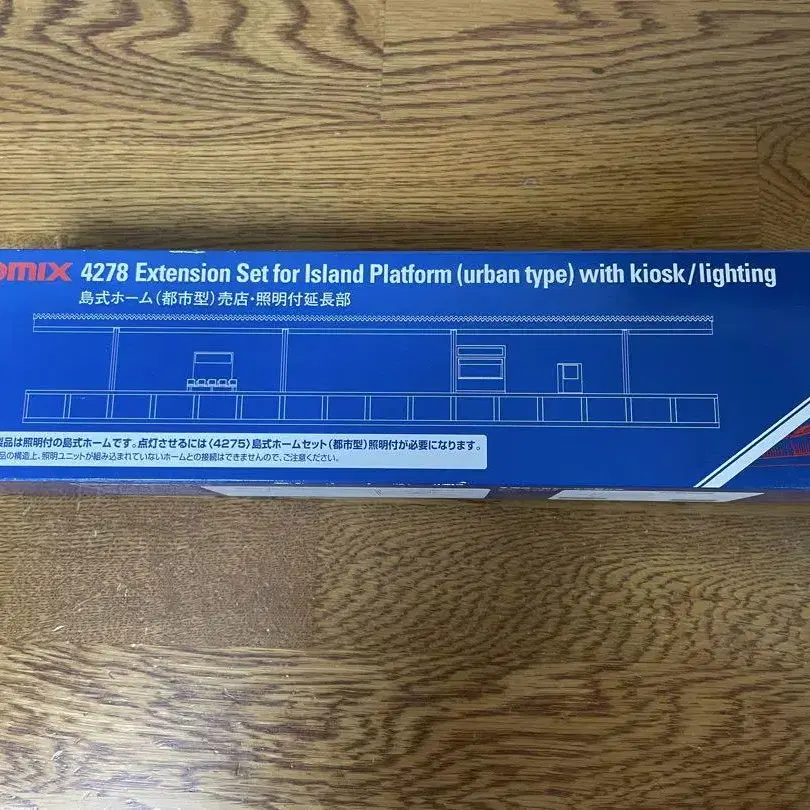 omix 4278 Extension Set for Island Platform (urban type) with kiosk/lighting
島式ホーム(都市型)売店・照明付延長部
製品は照明付の島式ホームです。点灯させるには〈4275〉島式ホームセット(都市型)照明付が必要になります。
品の構造上、照明ユニットが組み込まれていないホームとの接続はできませんので、ご注意ください。